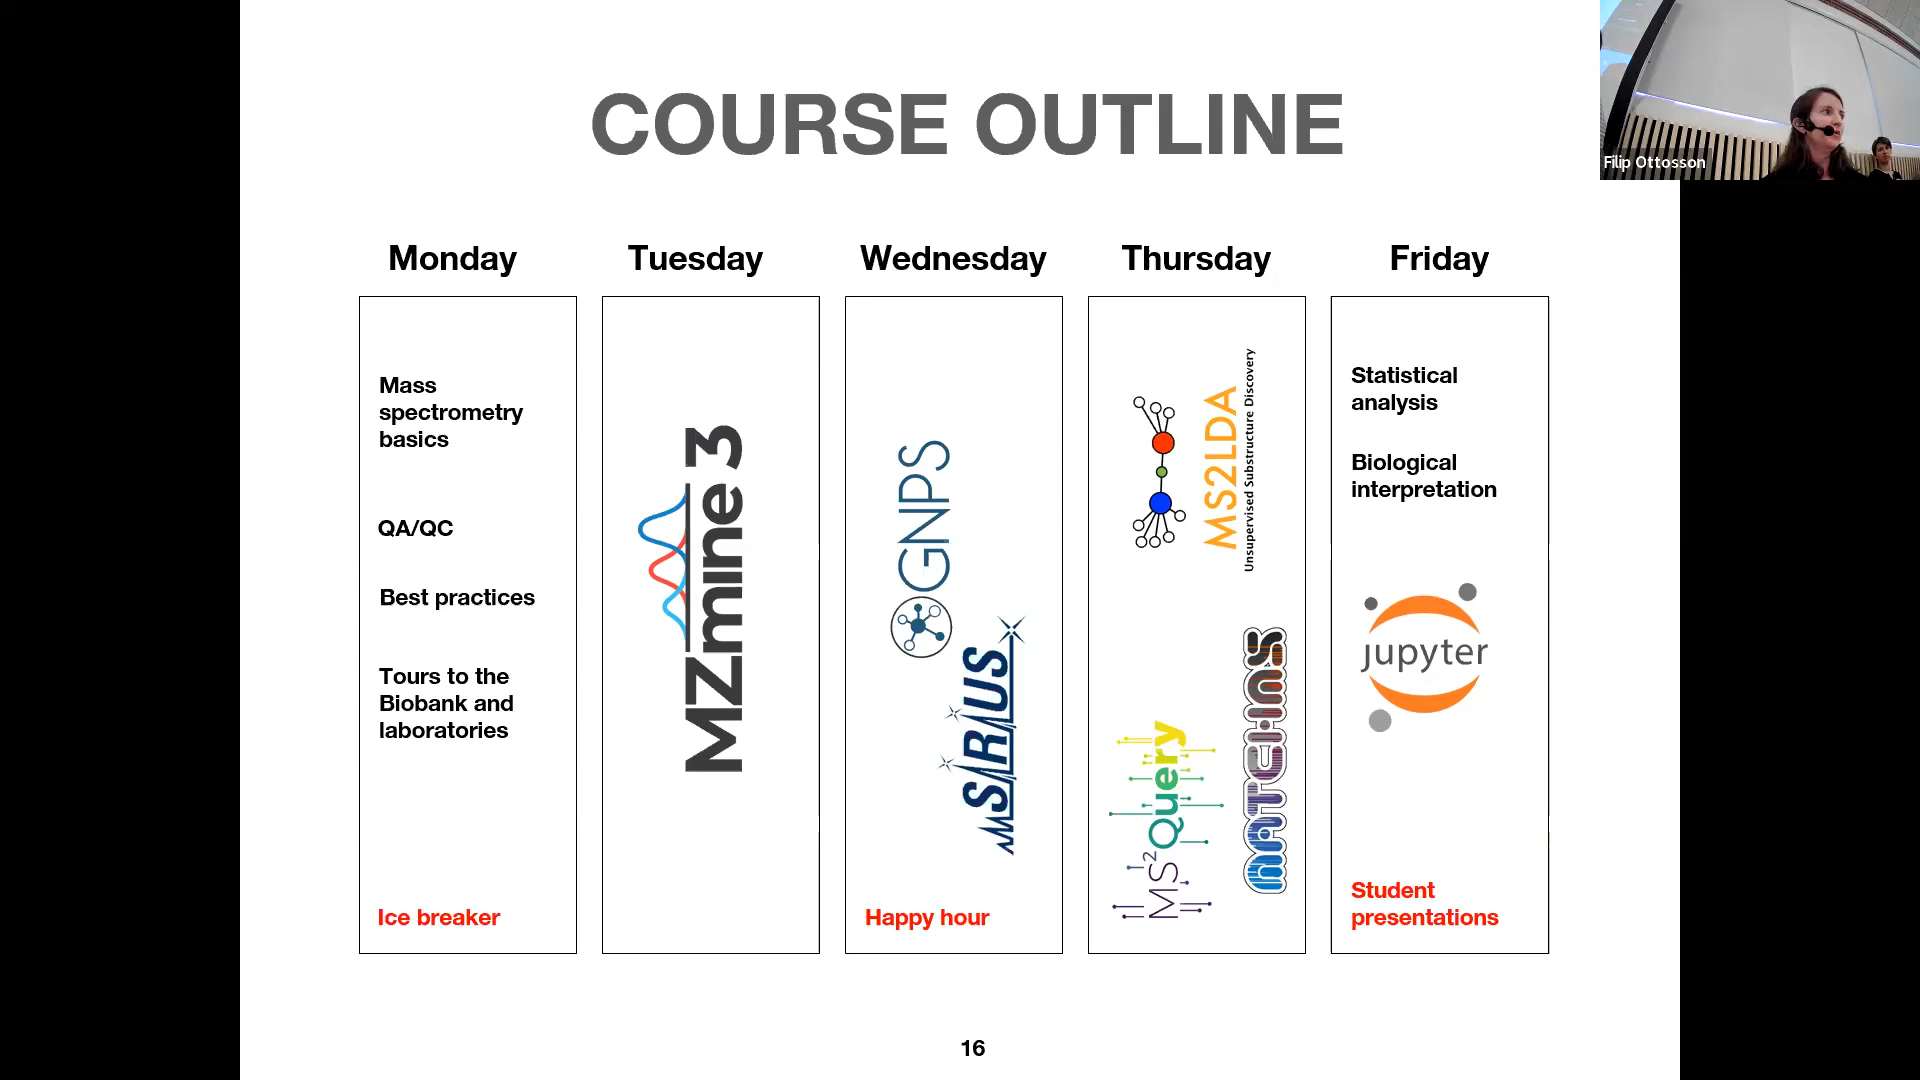 COURSE OUTLINE
Filip Ottosson
Monday
Mass
spectrometry
basics
QA/QC
Best practices
Tours to the
Biobank and
laboratories
Ice breaker
Tuesday
MZmine 3
Wednesday
GNPS
SIRIUS
Happy hour
Thursday
MS2LDA
Unsupervised Substructure Discovery
MS2Query
matchms
Friday
Statistical
analysis
Biological
interpretation
jupyter
Student
presentations
16